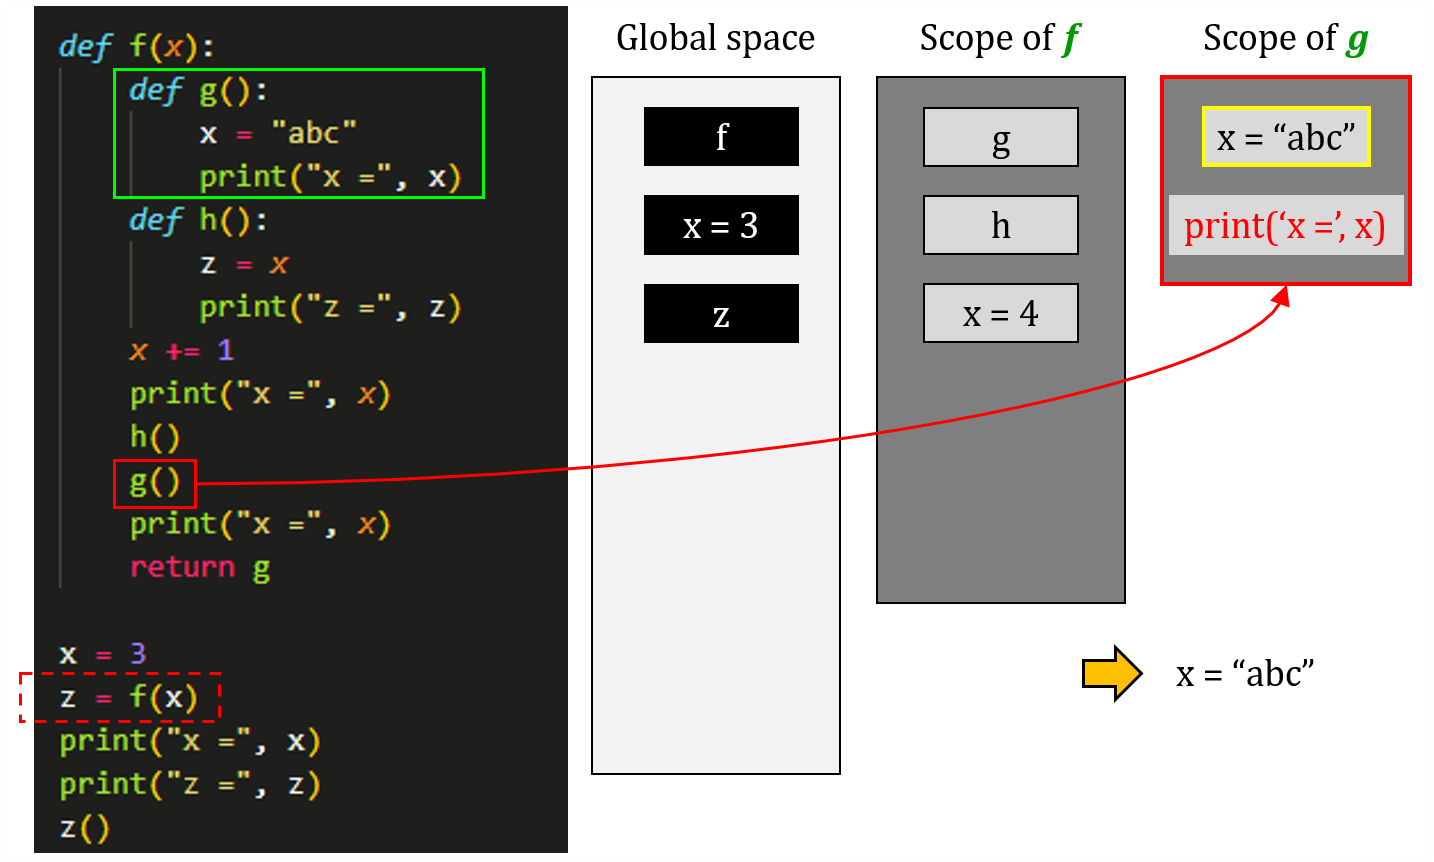 def f(x):
def g():
x = "abc"
print("x =", x)
def h():
z = x
print("z =", z)
x += 1
print("x =", x)
h()
g()
print("x =", x)
return g
x = 3
z = f(x)
print("x =", x)
print("z =", z)
z()
Global space
f
x = 3
z
Scope of f
g
h
x = 4
Scope of g
x = “abc”
print(‘x =’, x)
x = “abc”